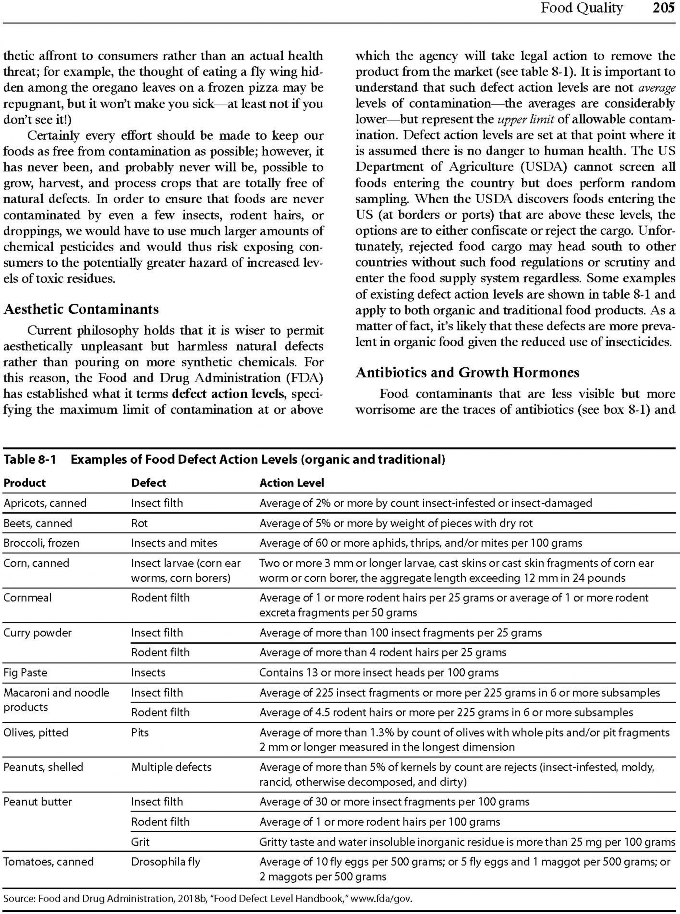 Food Quality 205
thetic affront to consumers rather than an actual health
threat; for example, the thought of eating a fly wing hid-
den among the oregano leaves on a frozen pizza may be
repugnant, but it won't make you sick—at least not if you
don't see it!)
Certainly every effort should be made to keep our
foods as free from contamination as possible; however, it
has never been, and probably never will be, possible to
grow, harvest, and process crops that are totally free of
natural defects. In order to ensure that foods are never
contaminated by even a few insects, rodent hairs, or
droppings, we would have to use much larger amounts of
chemical pesticides and would thus risk exposing con-
sumers to the potentially greater hazard of increased lev-
els of toxic residues.
Aesthetic Contaminants
Current philosophy holds that it is wiser to permit
aesthetically unpleasant but harmless natural defects
rather than pouring on more synthetic chemicals. For
this reason, the Food and Drug Administration (FDA)
has established what it terms defect action levels, speci-
fying the maximum limit of contamination at or above
which the agency will take legal action to remove the
product from the market (see table 8-1). It is important to
understand that such defect action levels are not average
levels of contamination—the averages are considerably
lower—but represent the upper limit of allowable contam-
ination. Defect action levels are set at that point where it
is assumed there is no danger to human health. The US
Department of Agriculture (USDA) cannot screen all
foods entering the country but does perform random
sampling. When the USDA discovers foods entering the
US (at borders or ports) that are above these levels, the
options are to either confiscate or reject the cargo. Unfor-
tunately, rejected food cargo may head south to other
countries without such food regulations or scrutiny and
enter the food supply system regardless. Some examples
of existing defect action levels are shown in table 8-1 and
apply to both organic and traditional food products. As a
matter of fact, it's likely that these defects are more preva-
lent in organic food given the reduced use of insecticides.
Antibiotics and Growth Hormones
Food contaminants that are less visible but more
worrisome are the traces of antibiotics (see box 8-1) and
Table 8-1 Examples of Food Defect Action Levels (organic and traditional)
Product Defect Action Level
Apricots, canned Insect filth Average of 2% or more by count insect-infested or insect-damaged
Beets, canned Rot Average of 5% or more by weight of pieces with dry rot
Broccoli, frozen Insects and mites Average of 60 or more aphids, thrips, and/or mites per 100 grams
Corn, canned Insect larvae (corn ear Two or more 3 mm or longer larvae, cast skins or cast skin fragments of corn ear
worms, corn borers) worm or corn borer, the aggregate length exceeding 12 mm in 24 pounds
Cornmeal Rodent filth Average of 1 or more rodent hairs per 25 grams or average of 1 or more rodent
excreta fragments per 50 grams
Curry powder Insect filth Average of more than 100 insect fragments per 25 grams
Rodent filth Average of more than 4 rodent hairs per 25 grams
Fig Paste Insects Contains 13 or more insect heads per 100 grams
Macaroni and noodle Insect filth Average of 225 insect fragments or more per 225 grams in 6 or more subsamples
products Rodent filth Average of 4.5 rodent hairs or more per 225 grams in 6 or more subsamples
Olives, pitted Pits Average of more than 1.3% by count of olives with whole pits and/or pit fragments
2 mm or longer measured in the longest dimension
Peanuts, shelled Multiple defects Average of more than 5% of kernels by count are rejects (insect-infested, moldy,
rancid, otherwise decomposed, and dirty)
Peanut butter Insect filth Average of 30 or more insect fragments per 100 grams
Rodent filth Average of 1 or more rodent hairs per 100 grams
Grit Gritty taste and water insoluble inorganic residue is more than 25 mg per 100 grams
Tomatoes, canned Drosophila fly Average of 10 fly eggs per 500 grams; or 5 fly eggs and 1 maggot per 500 grams; or
2 maggots per 500 grams
Source: Food and Drug Administration, 2018b, "Food Defect Level Handbook," www.fda/gov.